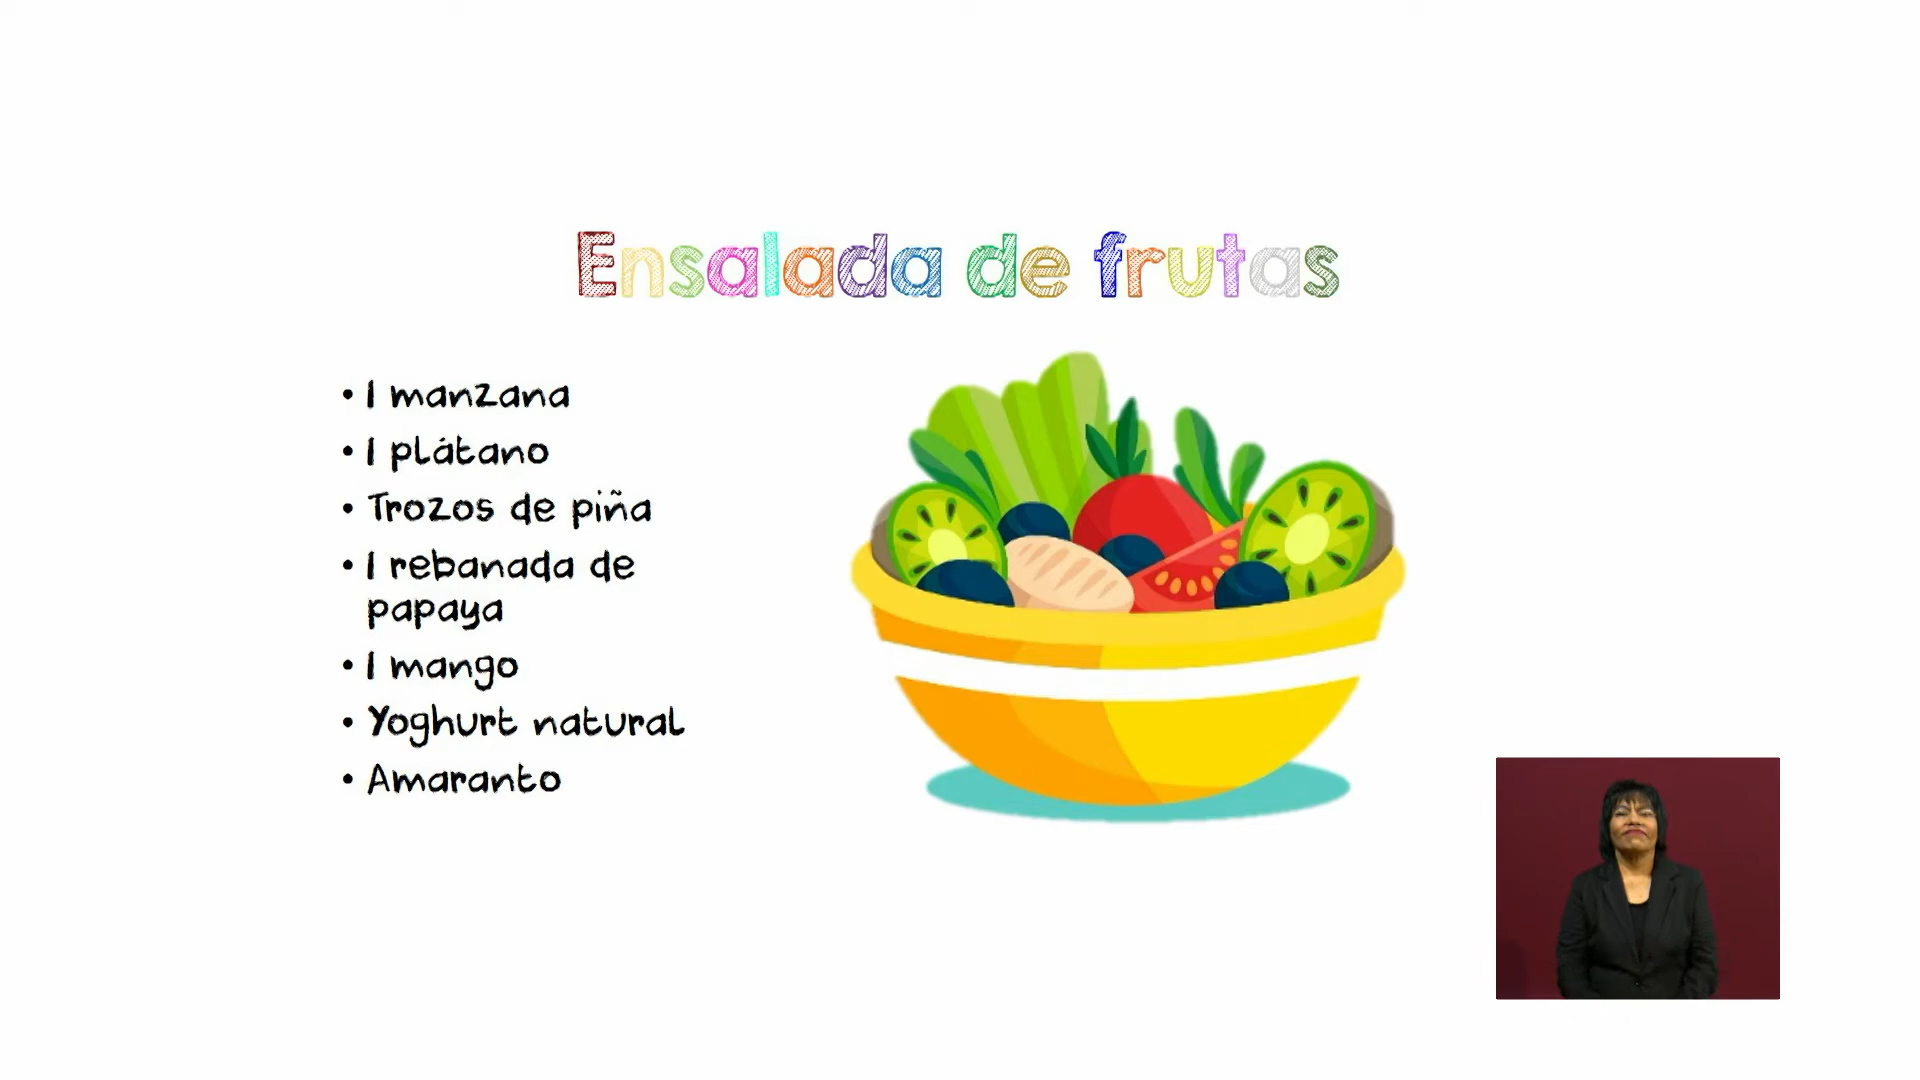 Ensalada de frutas
• 1 manzana
• 1 plátano
• Trozos de piña
• 1 rebanada de
papaya
• 1 mango
• Yoghurt natural
• Amaranto